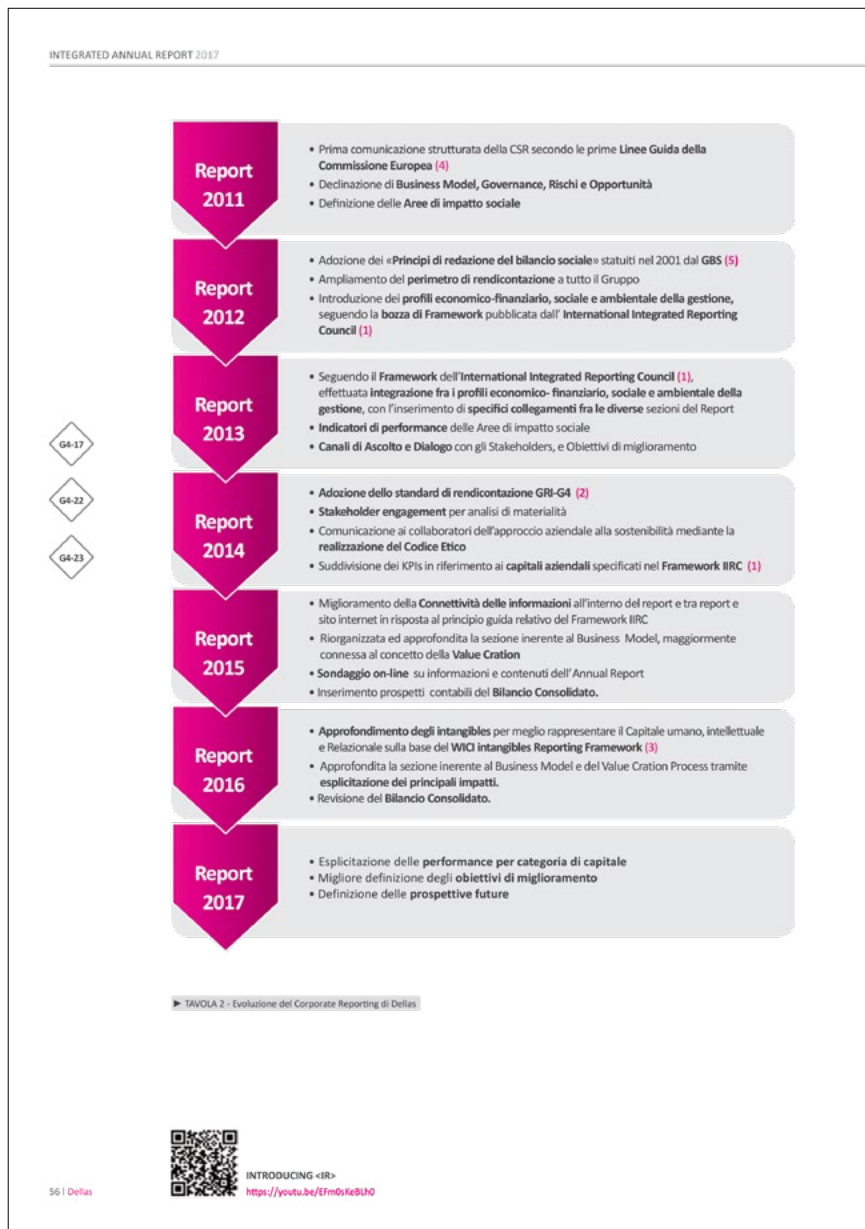 INTEGRATED ANNUAL REPORT 2017
Report
2011
• Prima comunicazione strutturata della CSR secondo le prime Linee Guida della
Commissione Europea (4)
• Declinazione di Business Model, Governance, Rischi e Opportunità
• Definizione delle Aree di impatto sociale
Report
2012
• Adozione dei «Principi di redazione del bilancio sociale» statuiti nel 2001 dal GBS (5)
• Ampliamento del perimetro di rendicontazione a tutto il Gruppo
• Introduzione dei profili economico-finanziario, sociale e ambientale della gestione,
seguendo la bozza di Framework pubblicata dall' International Integrated Reporting
Council (1)
Report
2013
• Seguendo il Framework dell'International Integrated Reporting Council (1),
effettuata integrazione fra i profili economico- finanziario, sociale e ambientale della
gestione, con l'inserimento di specifici collegamenti fra le diverse sezioni del Report
• Indicatori di performance delle Aree di impatto sociale
• Canali di Ascolto e Dialogo con gli Stakeholders, e Obiettivi di miglioramento
G4-17
G4-22
G4-23
Report
2014
• Adozione dello standard di rendicontazione GRI-G4 (2)
• Stakeholder engagement per analisi di materialità
• Comunicazione ai collaboratori dell'approccio aziendale alla sostenibilità mediante la
realizzazione del Codice Etico
• Suddivisione dei KPIs in riferimento ai capitali aziendali specificati nel Framework IIRC (1)
Report
2015
• Miglioramento della Connettività delle informazioni all'interno del report e tra report e
sito internet in risposta al principio guida relativo del Framework IIRC
• Riorganizzata ed approfondita la sezione inerente al Business Model, maggiormente
connessa al concetto della Value Cration
• Sondaggio on-line su informazioni e contenuti dell'Annual Report
• Inserimento prospetti contabili del Bilancio Consolidato.
Report
2016
• Approfondimento degli intangibles per meglio rappresentare il Capitale umano, intellettuale
e Relazionale sulla base del WICI intangibles Reporting Framework (3)
• Approfondita la sezione inerente al Business Model e del Value Cration Process tramite
esplicitazione dei principali impatti.
• Revisione del Bilancio Consolidato.
Report
2017
• Esplicitazione delle performance per categoria di capitale
• Migliore definizione degli obiettivi di miglioramento
• Definizione delle prospettive future
► TAVOLA 2 - Evoluzione del Corporate Reporting di Dellas
INTRODUCING <IR>
https://youtu.be/EFm0sKeBLh0
56 I Dellas